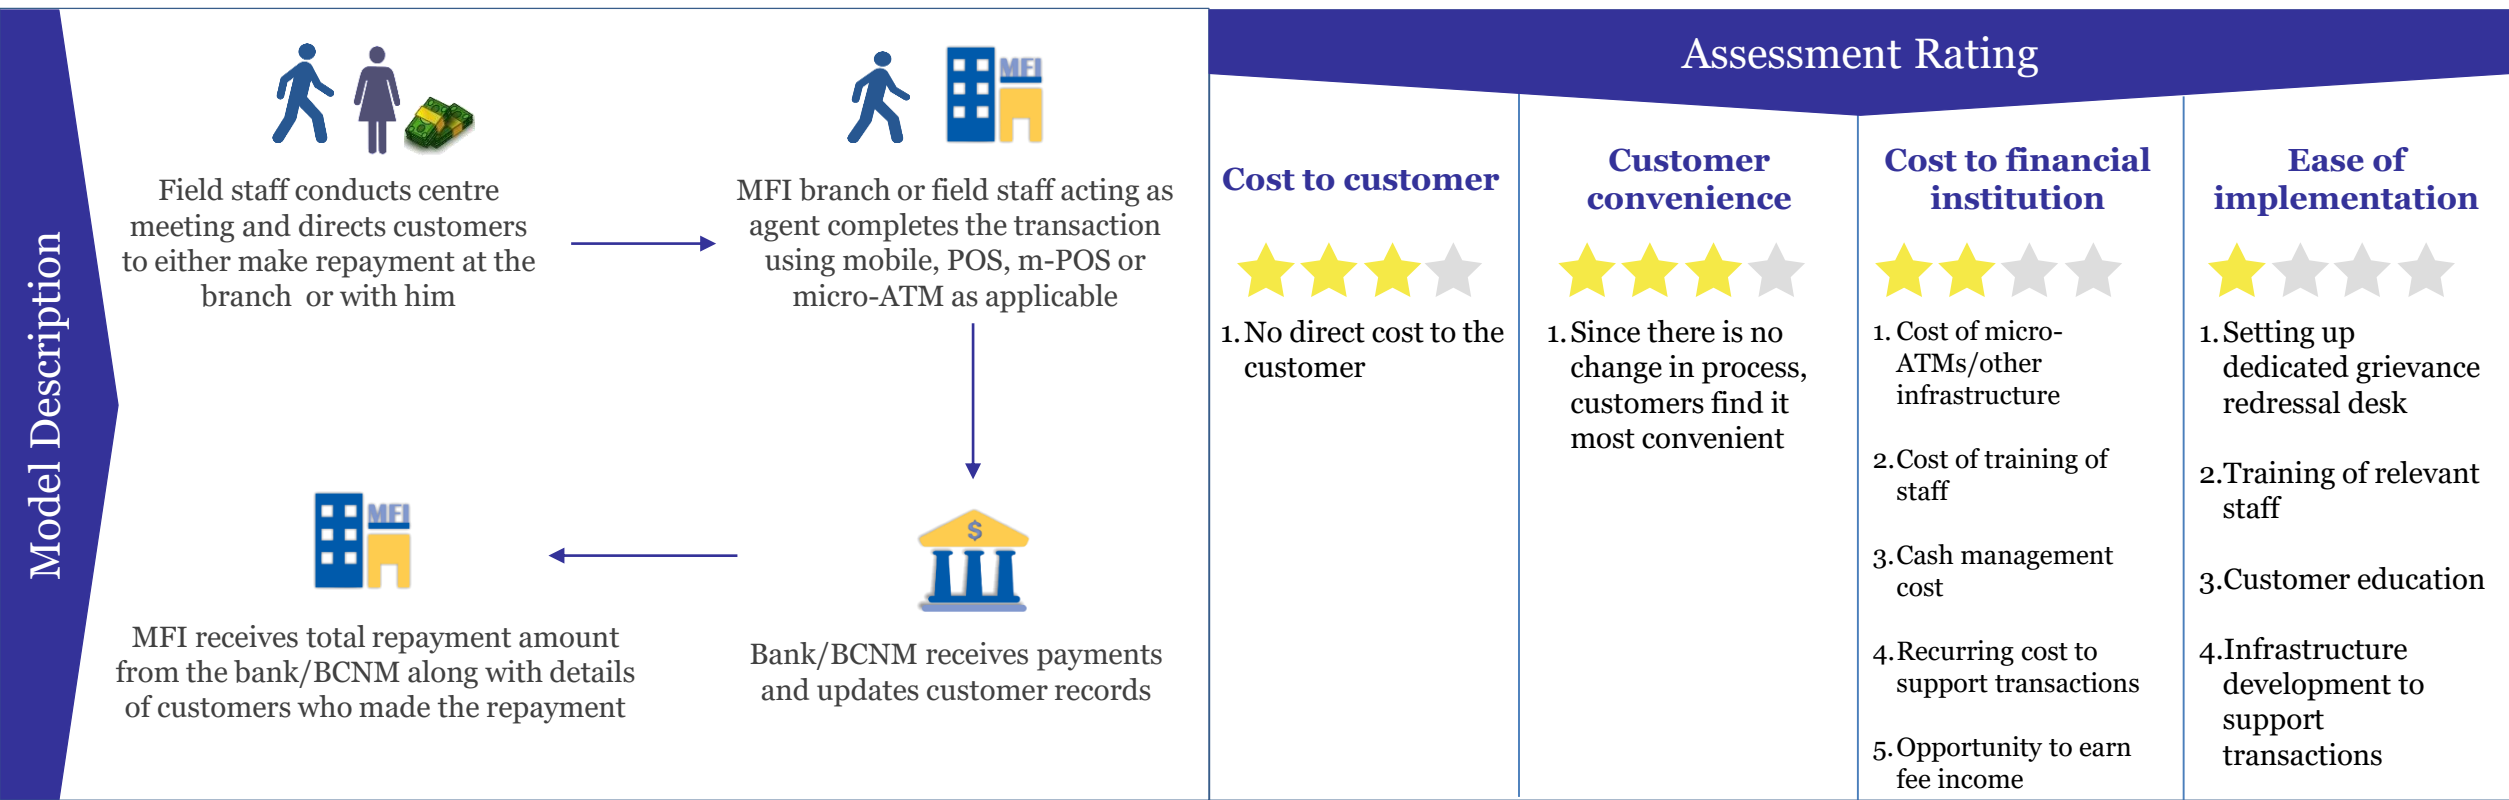 Model Description
Field staff conducts centre
meeting and directs customers
to either make repayment at the
branch or with him
MFI
MFI branch or field staff acting as
agent completes the transaction
using mobile, POS, m-POS or
micro-ATM as applicable
$
Bank/BCNM receives payments
and updates customer records
MFI
MFI receives total repayment amount
from the bank/BCNM along with details
of customers who made the repayment
Assessment Rating
Cost to customer
1. No direct cost to the
customer
Customer
convenience
1. Since there is no
change in process,
customers find it
most convenient
Cost to financial
institution
1. Cost of micro-
ATMs/other
infrastructure
2. Cost of training of
staff
3. Cash management
cost
4. Recurring cost to
support transactions
5. Opportunity to earn
fee income
Ease of
implementation
1. Setting up
dedicated grievance
redressal desk
2. Training of relevant
staff
3. Customer education
4. Infrastructure
development to
support
transactions